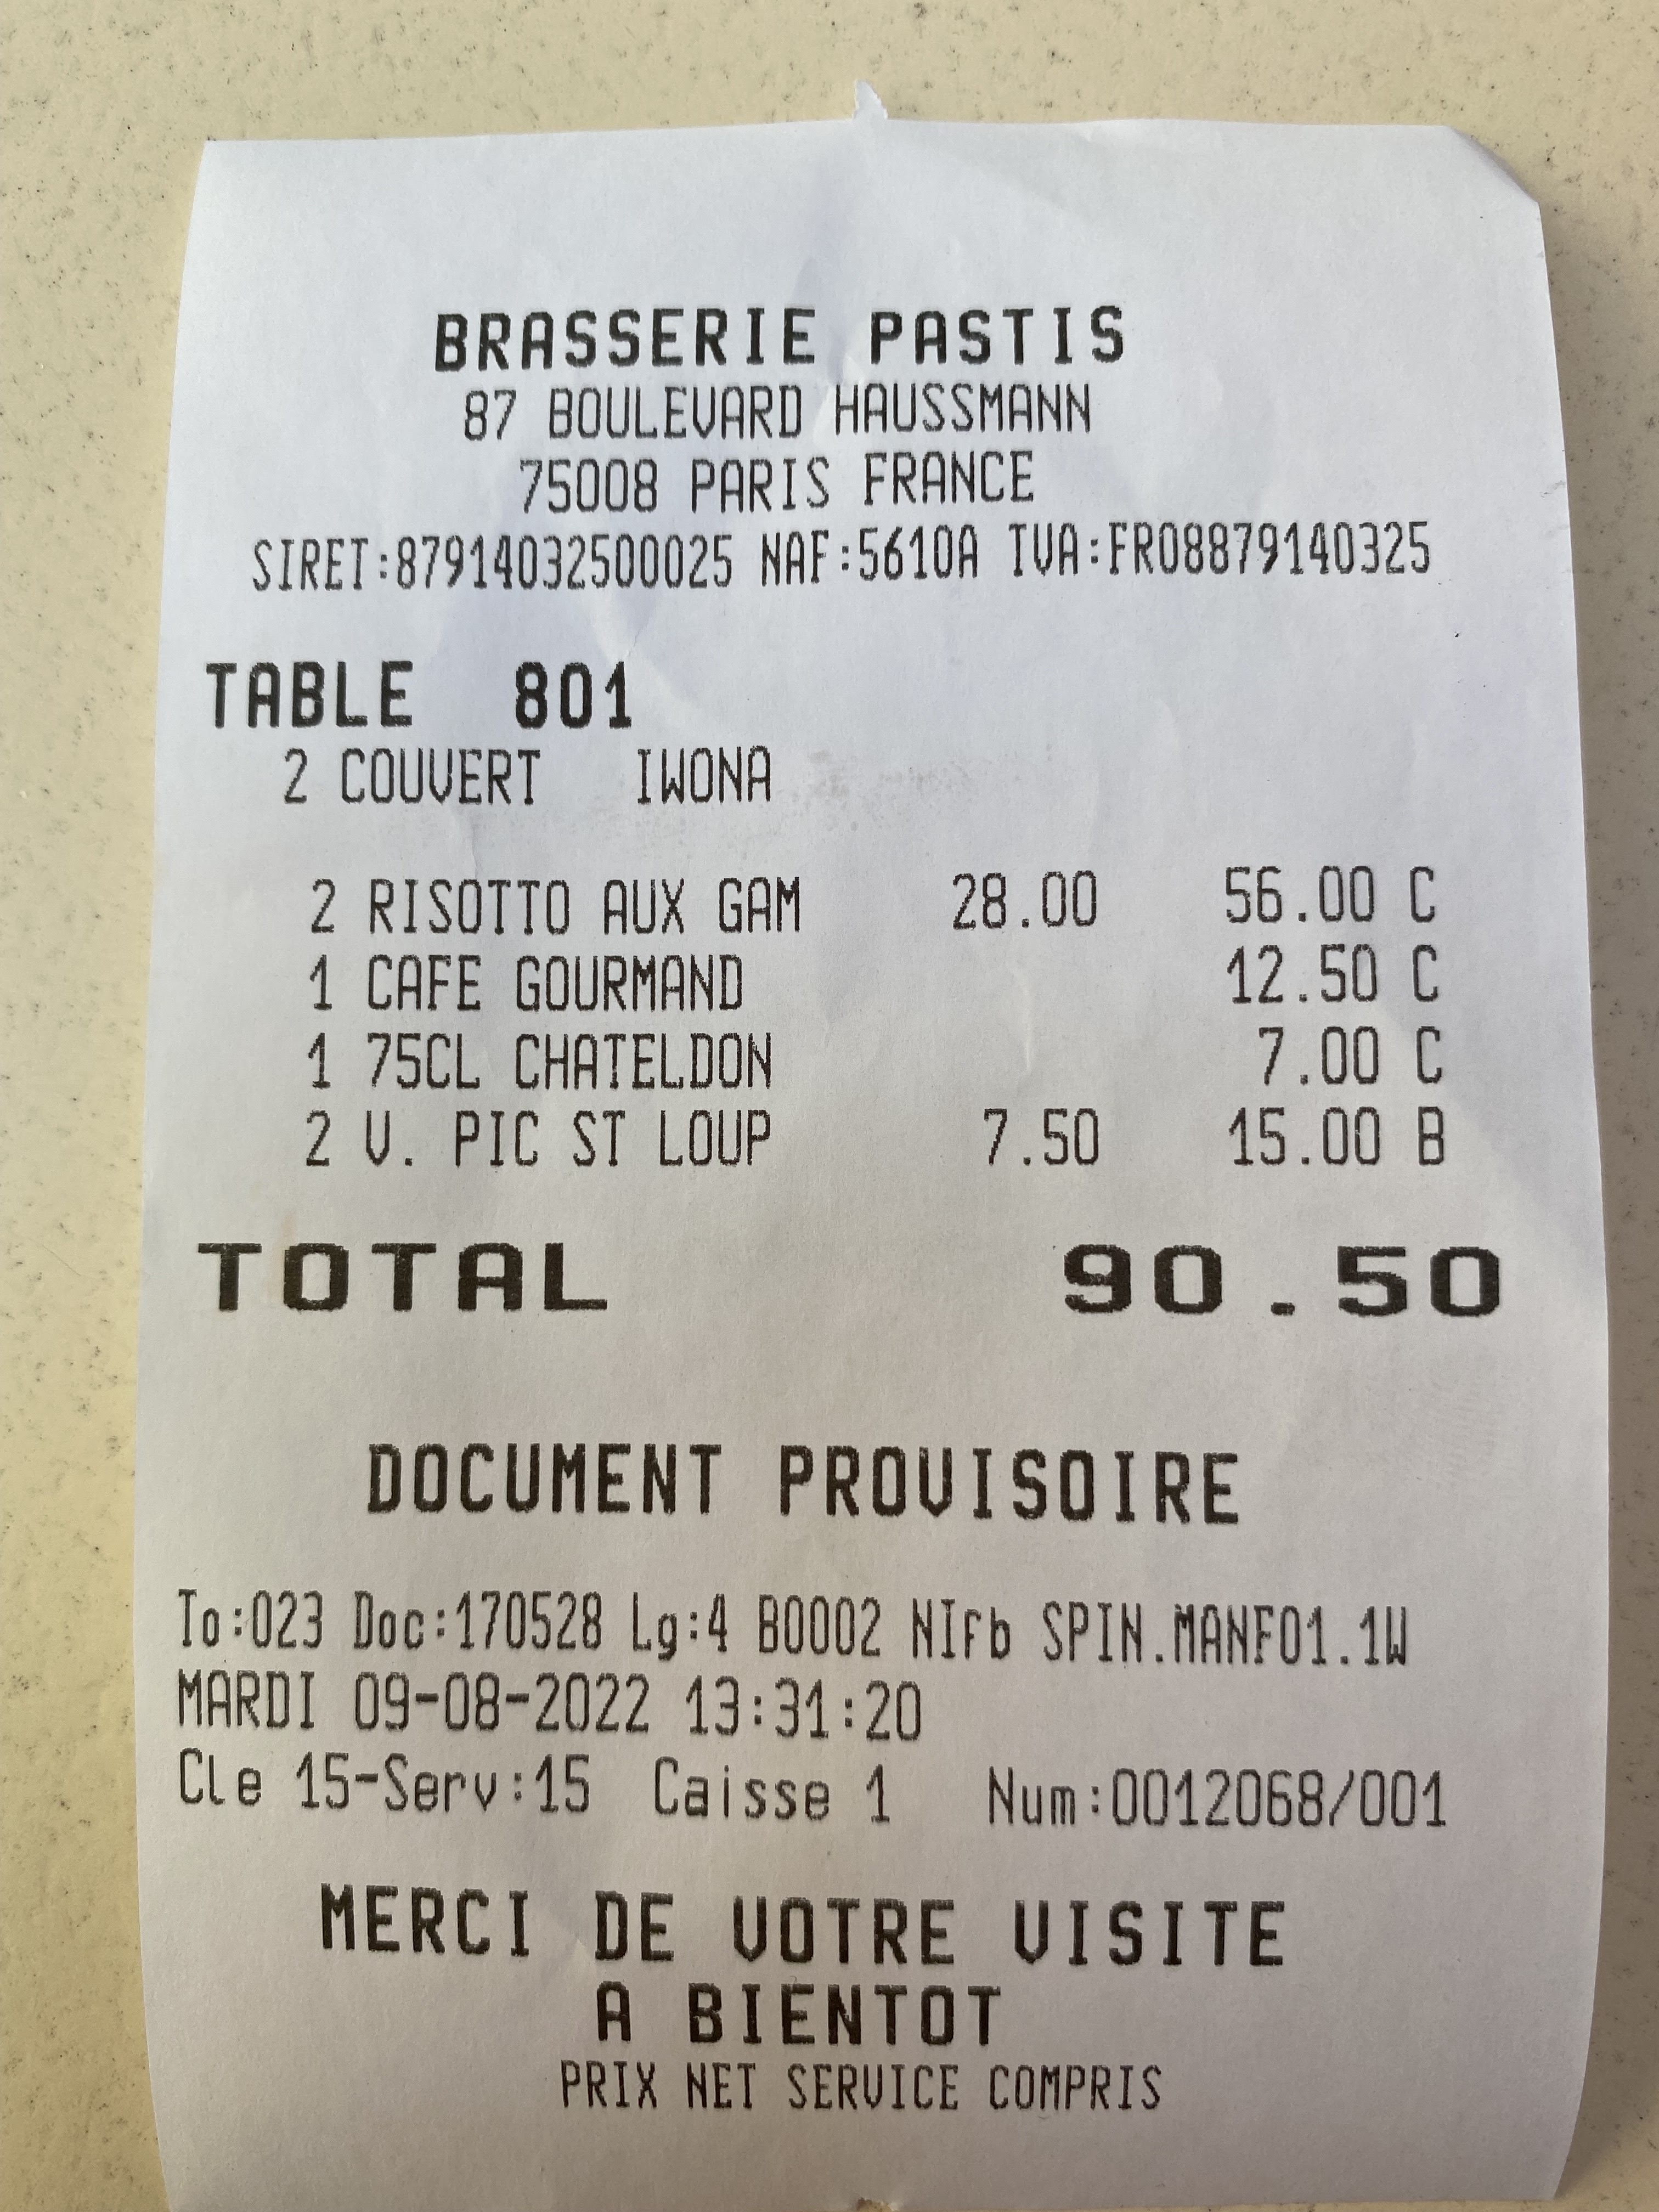 BRASSERIE PASTIS
87 BOULEVARD HAUSSMANN
75008 PARIS FRANCE
SIRET:87914032500025 NAF:5610A TVA:FR08879140325
TABLE 801
2 COUVERT IWONA
2 RISOTTO AUX GAM 28.00 56.00 C
1 CAFE GOURMAND 12.50 C
1 75CL CHATELDON 7.00 C
2 V. PIC ST LOUP 7.50 15.00 B
TOTAL 90.50
DOCUMENT PROVISOIRE
To:023 Doc:170528 Lg:4 B0002 NIfb SPIN.MANF01.1W
MARDI 09-08-2022 13:31:20
Cle 15-Serv:15 Caisse 1 Num:0012068/001
MERCI DE VOTRE VISITE
A BIENTOT
PRIX NET SERVICE COMPRIS